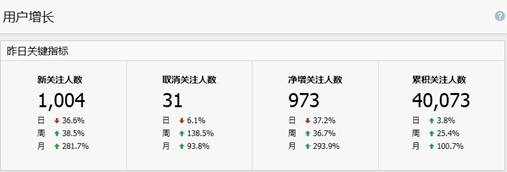 用户增长
?
昨日关键指标
新关注人数 取消关注人数 净增关注人数 累积关注人数
1,004 31 973 40,073
日 36.6% 日 6.1% 日 37.2% 日 3.8%
周 38.5% 周 138.5% 周 36.7% 周 25.4%
月 281.7% 月 93.8% 月 293.9% 月 100.7%